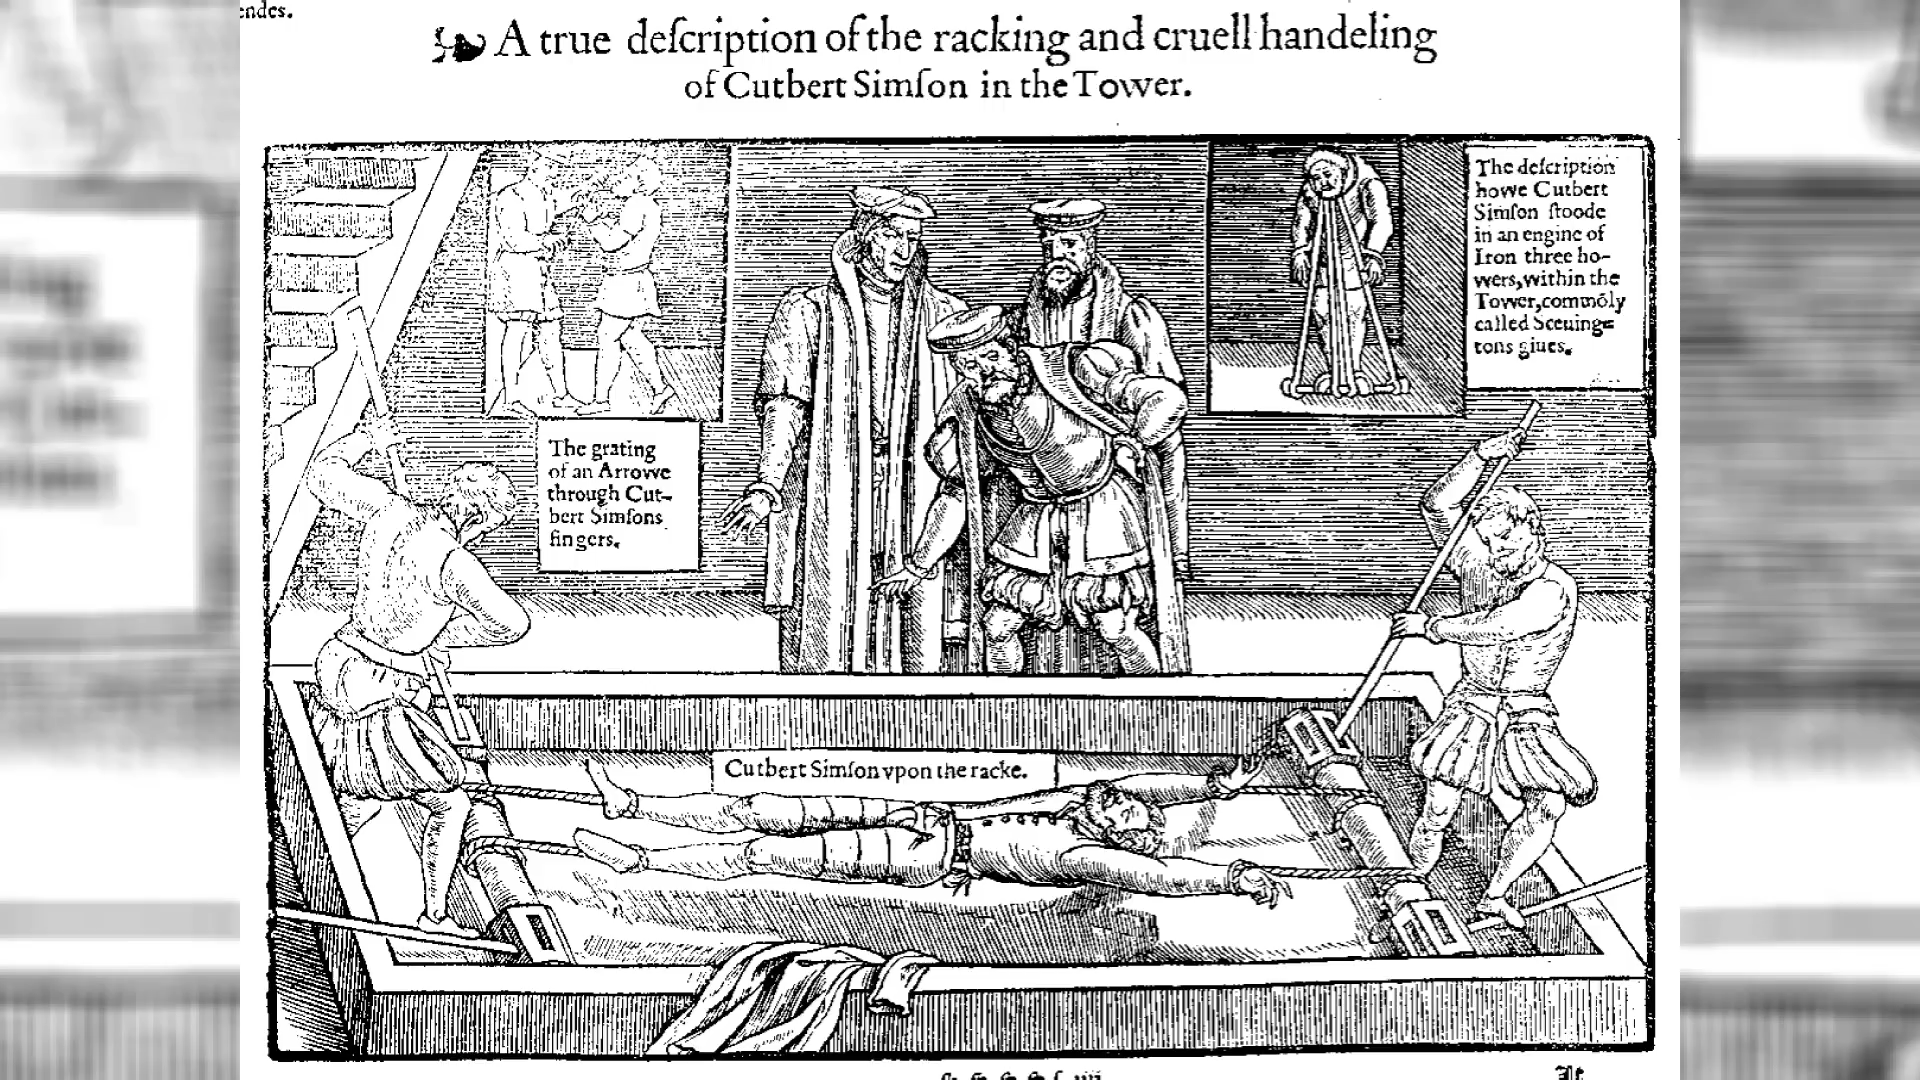 endes.
A true deſcription of the racking and cruell handeling
of Cutbert Simſon in the Tower.
The deſcription
howe Cutbert
Simſon ſtoode
in an engine of
Iron three ho-
wers, within the
Tower, commōly
called Sceuing=
tons giues.
The grating
of an Arrowe
through Cut-
bert Simſons
fingers.
Cutbert Simſon vpon the racke.